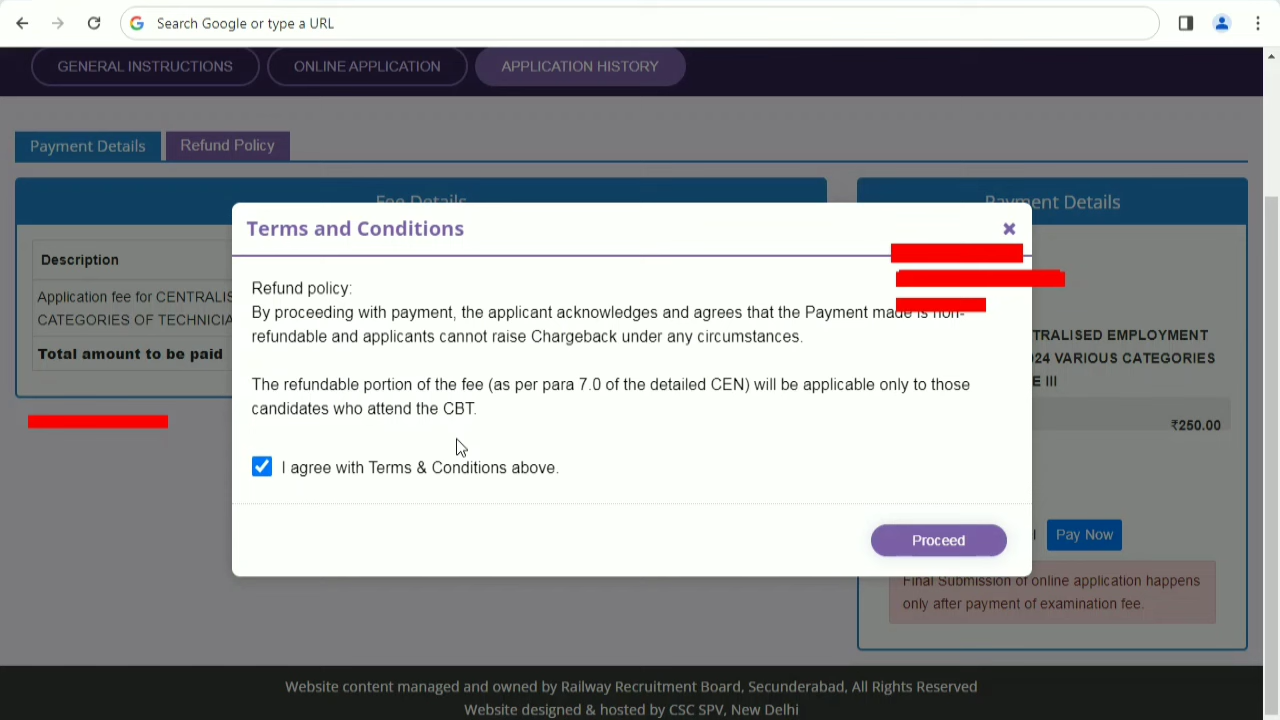 Search Google or type a URL
GENERAL INSTRUCTIONS
ONLINE APPLICATION
APPLICATION HISTORY
Payment Details
Refund Policy
Fee Details
Description
Application fee for CENTRALIS
CATEGORIES OF TECHNICIA
Total amount to be paid
Terms and Conditions
Refund policy:
By proceeding with payment, the applicant acknowledges and agrees that the Payment made is non-
refundable and applicants cannot raise Chargeback under any circumstances.
The refundable portion of the fee (as per para 7.0 of the detailed CEN) will be applicable only to those
candidates who attend the CBT.
I agree with Terms & Conditions above.
Proceed
Payment Details
TRALISED EMPLOYMENT
24 VARIOUS CATEGORIES
E III
₹250.00
Pay Now
Final Submission of online application happens
only after payment of examination fee.
Website content managed and owned by Railway Recruitment Board, Secunderabad, All Rights Reserved
Website designed & hosted by CSC SPV, New Delhi